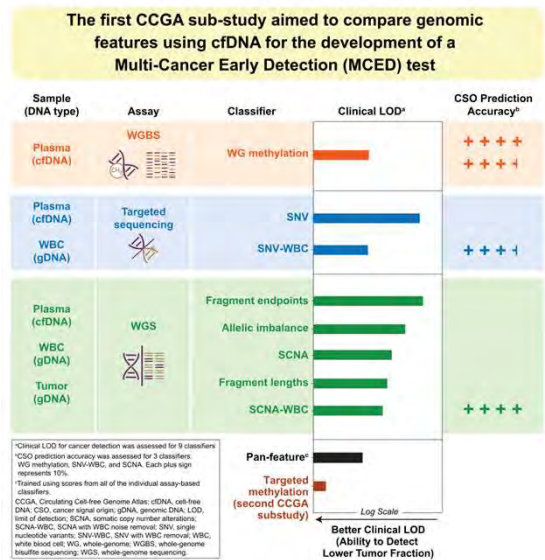 The first CCGA sub-study aimed to compare genomic
features using cfDNA for the development of a
Multi-Cancer Early Detection (MCED) test
Sample
(DNA type)
Assay
Classifier
Clinical LODᵃ
CSO Prediction
Accuracyᵇ
Plasma
(cfDNA)
WGBS
CH₃
WG methylation
++++
++++
Plasma
(cfDNA)
WBC
(gDNA)
Targeted
sequencing
SNV
SNV-WBC
++++
Plasma
(cfDNA)
WBC
(gDNA)
Tumor
(gDNA)
WGS
Fragment endpoints
Allelic imbalance
SCNA
Fragment lengths
SCNA-WBC
++++
Pan-featureᶜ
Targeted
methylation
(second CCGA
substudy)
Log Scale
Better Clinical LOD
(Ability to Detect
Lower Tumor Fraction)
ᵃClinical LOD for cancer detection was assessed for 9 classifiers
ᵇCSO prediction accuracy was assessed for 3 classifiers:
WG methylation, SNV-WBC, and SCNA. Each plus sign
represents 10%.
ᶜTrained using scores from all of the individual assay-based
classifiers.
CCGA, Circulating Cell-free Genome Atlas; cfDNA, cell-free
DNA; CSO, cancer signal origin; gDNA, genomic DNA; LOD,
limit of detection; SCNA, somatic copy number alterations;
SCNA-WBC, SCNA with WBC noise removal; SNV, single
nucleotide variants; SNV-WBC, SNV with WBC removal; WBC,
white blood cell; WG, whole-genome; WGBS, whole-genome
bisulfite sequencing; WGS, whole-genome sequencing.